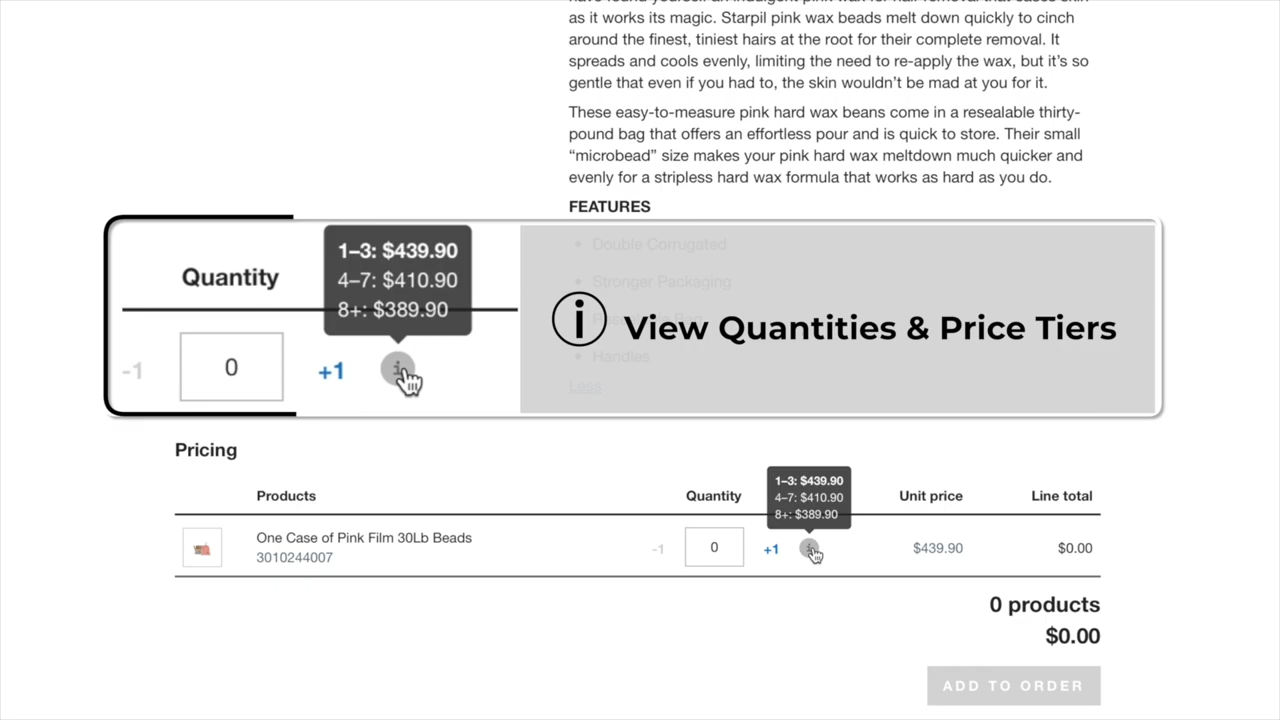 as it works its magic. Starpil pink wax beads melt down quickly to cinch
around the finest, tiniest hairs at the root for their complete removal. It
spreads and cools evenly, limiting the need to re-apply the wax, but it’s so
gentle that even if you had to, the skin wouldn’t be mad at you for it.
These easy-to-measure pink hard wax beans come in a resealable thirty-
pound bag that offers an effortless pour and is quick to store. Their small
“microbead” size makes your pink hard wax meltdown much quicker and
evenly for a stripless hard wax formula that works as hard as you do.
FEATURES
• Double Corrugated
• Stronger Packaging
• Handles
Less
Quantity
1–3: $439.90
4–7: $410.90
8+: $389.90
-1 0 +1 i
i View Quantities & Price Tiers
Pricing
Products Quantity Unit price Line total
1–3: $439.90
4–7: $410.90
8+: $389.90
One Case of Pink Film 30Lb Beads
3010244007
-1 0 +1 i $439.90 $0.00
0 products
$0.00
ADD TO ORDER